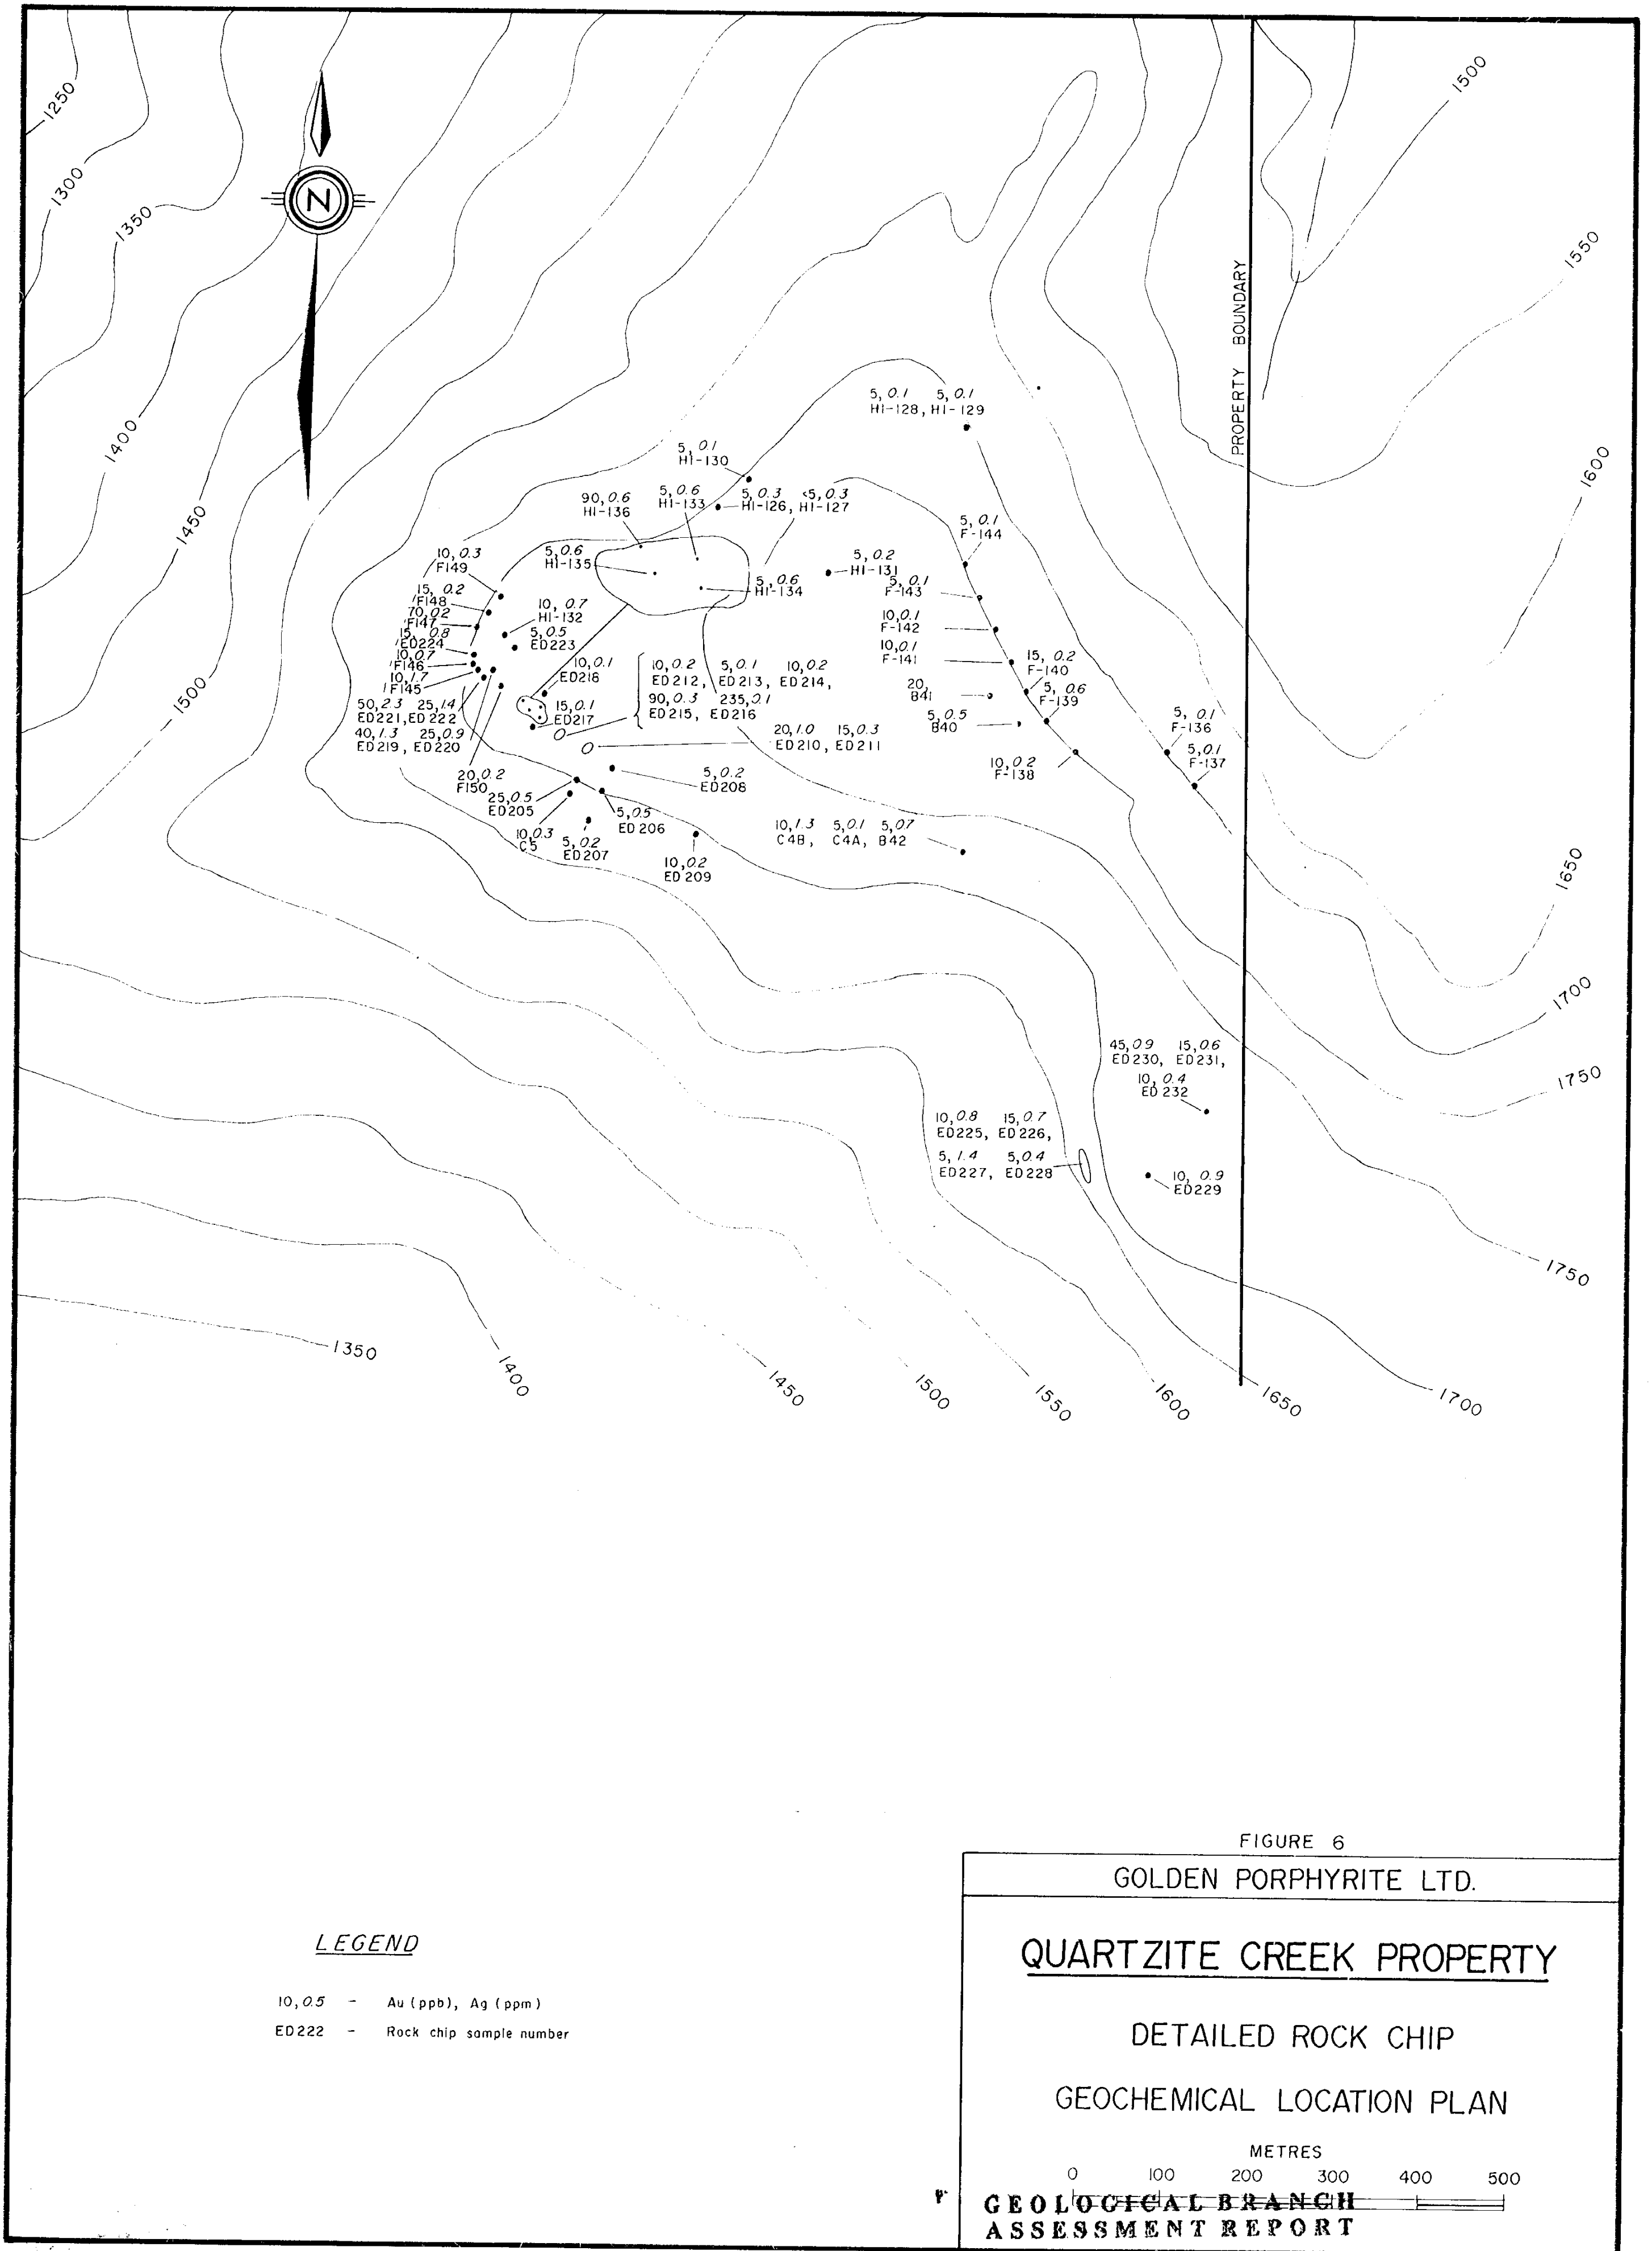 1250
1300
1350
1400
1450
1500
N
1500
1550
1600
1650
1700
1750
1750
PROPERTY BOUNDARY
5, 0.1 5, 0.1
HI-128, HI-129
5, 0.1
HI-130
90, 0.6
HI-136
5, 0.6
HI-133
5, 0.3 <5, 0.3
HI-126, HI-127
5, 0.6
HI-135
5, 0.6
HI-134
5, 0.2
HI-131
5, 0.1
F-144
5, 0.1
F-143
10, 0.1
F-142
10, 0.1
F-141
15, 0.2
F-140
5, 0.6
F-139
20,
B41
5, 0.5
B40
10, 0.2
F-138
5, 0.1
F-136
5, 0.1
F-137
10, 0.3
F149
15, 0.2
F148
70, 0.2
F147
15, 0.8
ED224
10, 0.7
F146
10, 1.7
F145
10, 0.7
HI-132
5, 0.5
ED223
50, 2.3 25, 1.4
ED221, ED222
40, 1.3 25, 0.9
ED219, ED220
10, 0.1
ED218
15, 0.1
ED217
10, 0.2 5, 0.1 10, 0.2
ED212, ED213, ED214,
90, 0.3 235, 0.1
ED215, ED216
20, 1.0 15, 0.3
ED210, ED211
20, 0.2
F150
25, 0.5
ED205
5, 0.2
ED208
5, 0.5
ED206
10, 0.3
C5
5, 0.2
ED207
10, 0.2
ED209
10, 1.3 5, 0.1 5, 07
C4B, C4A, B42
45, 0.9 15, 0.6
ED230, ED231,
10, 0.4
ED232
10, 0.8 15, 0.7
ED225, ED226,
5, 1.4 5, 0.4
ED227, ED228
10, 0.9
ED229
1350
1400
1450
1500
1550
1600
1650
1700
FIGURE 6
GOLDEN PORPHYRITE LTD.
QUARTZITE CREEK PROPERTY
DETAILED ROCK CHIP
GEOCHEMICAL LOCATION PLAN
METRES
0 100 200 300 400 500
GEOLOGICAL BRANCH
ASSESSMENT REPORT
LEGEND
10, 0.5 - Au (ppb), Ag (ppm)
ED222 - Rock chip sample number